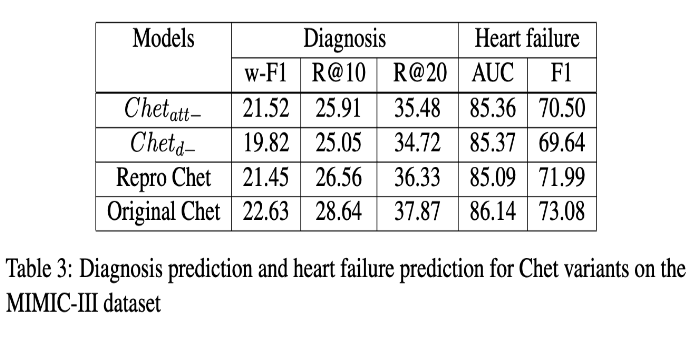 Models Diagnosis Heart failure
w-F1 R@10 R@20 AUC F1
Chet_att− 21.52 25.91 35.48 85.36 70.50
Chet_d− 19.82 25.05 34.72 85.37 69.64
Repro Chet 21.45 26.56 36.33 85.09 71.99
Original Chet 22.63 28.64 37.87 86.14 73.08
Table 3: Diagnosis prediction and heart failure prediction for Chet variants on the
MIMIC-III dataset